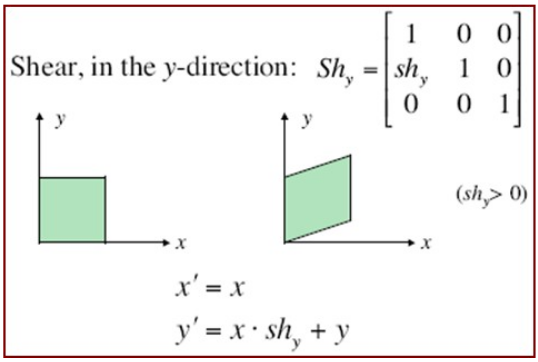 Shear, in the y-direction: Sh_y = [ 1 0 0
sh_y 1 0
0 0 1 ]
y
y
(sh_y > 0)
x
x
x' = x
y' = x · sh_y + y